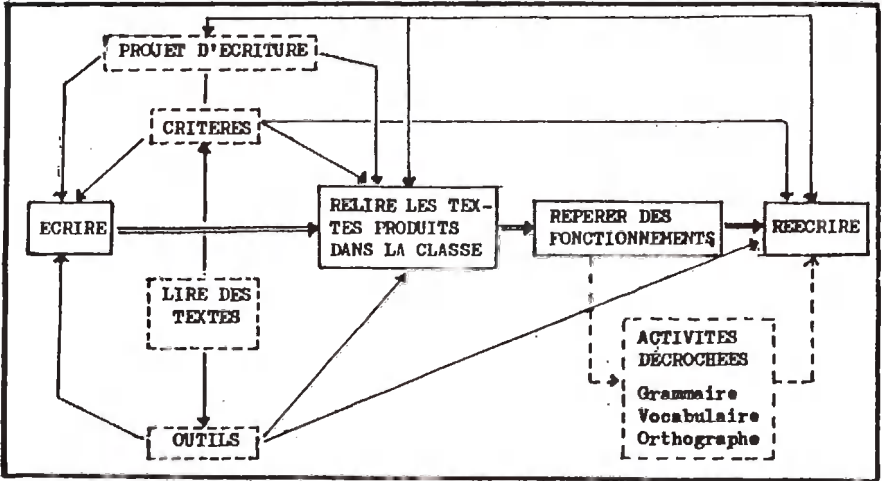 PROJET D'ECRITURE
CRITERES
ECRIRE
RELIRE LES TEX-
TES PRODUITS
DANS LA CLASSE
REPERER DES
FONCTIONNEMENTS
REECRIRE
LIRE DES
TEXTES
ACTIVITES
DECROCHEES
Grammaire
Vocabulaire
Orthographe
OUTILS